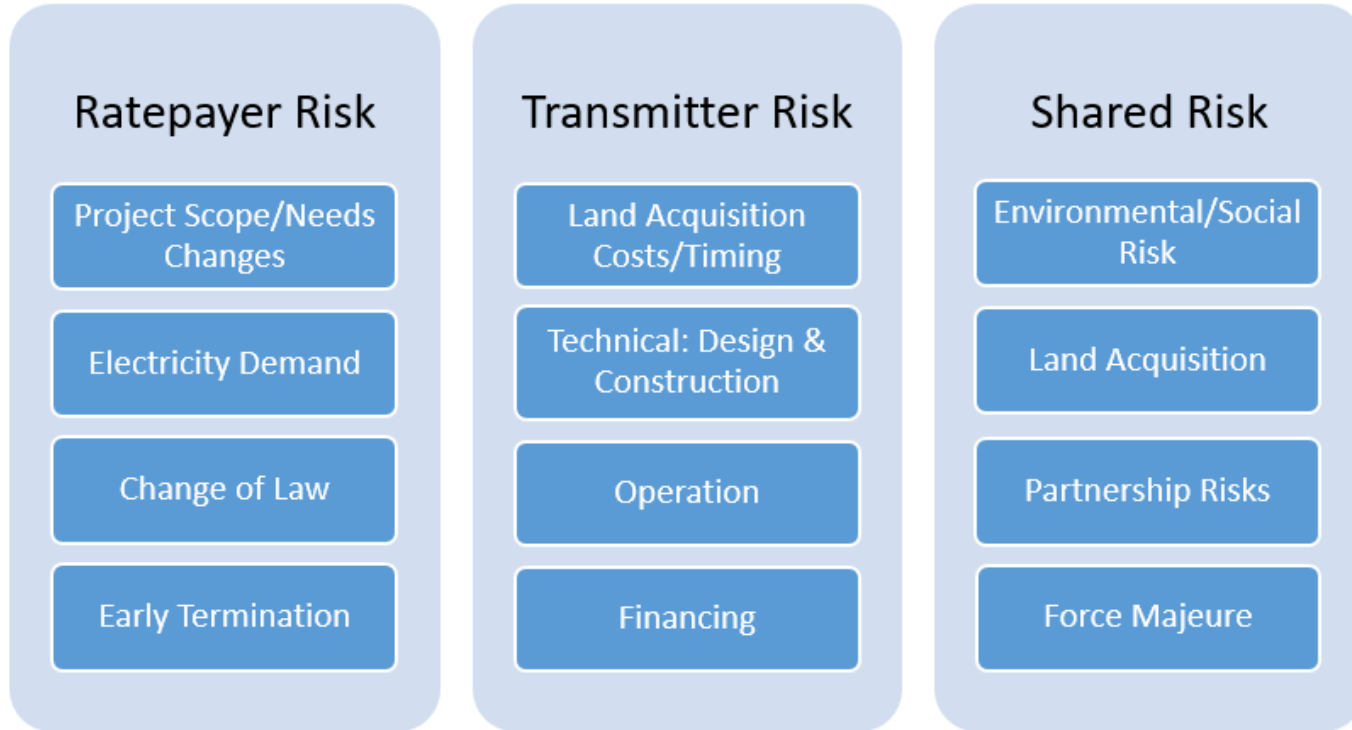 Ratepayer Risk
Project Scope/Needs
Changes
Electricity Demand
Change of Law
Early Termination
Transmitter Risk
Land Acquisition
Costs/Timing
Technical: Design &
Construction
Operation
Financing
Shared Risk
Environmental/Social
Risk
Land Acquisition
Partnership Risks
Force Majeure